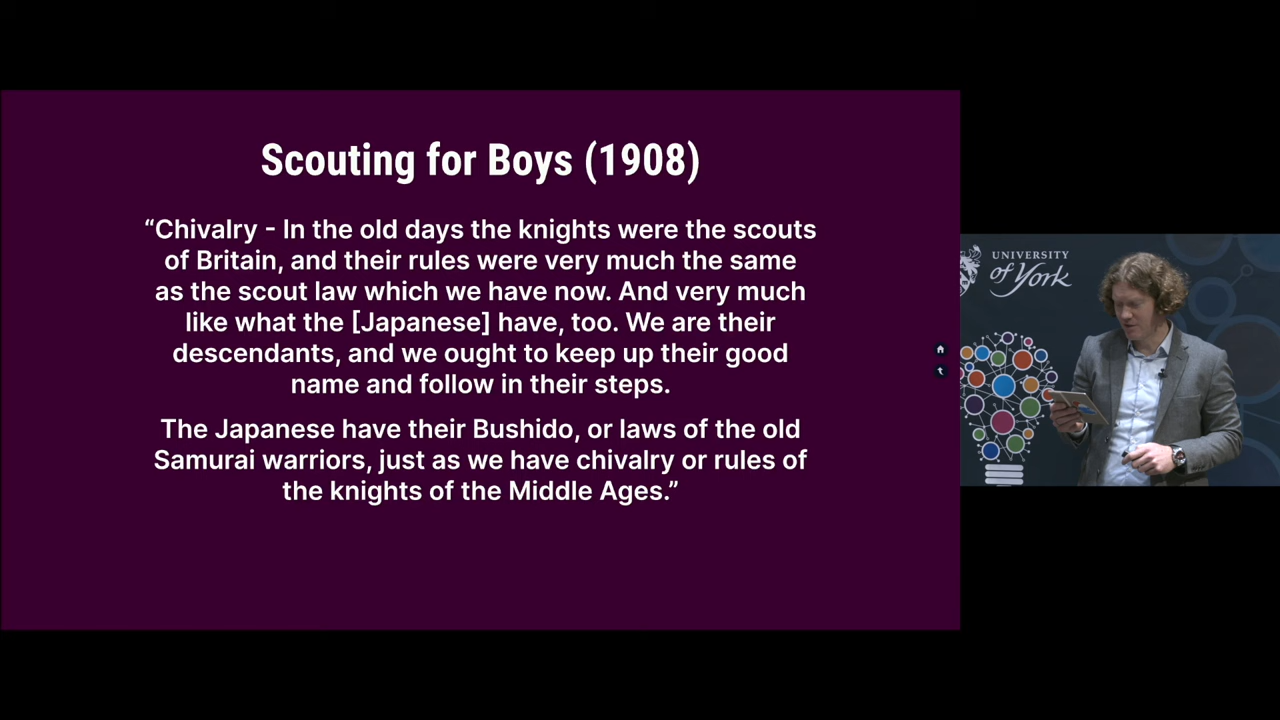 Scouting for Boys (1908)
“Chivalry - In the old days the knights were the scouts
of Britain, and their rules were very much the same
as the scout law which we have now. And very much
like what the [Japanese] have, too. We are their
descendants, and we ought to keep up their good
name and follow in their steps.
The Japanese have their Bushido, or laws of the old
Samurai warriors, just as we have chivalry or rules of
the knights of the Middle Ages.”
UNIVERSITY
of York